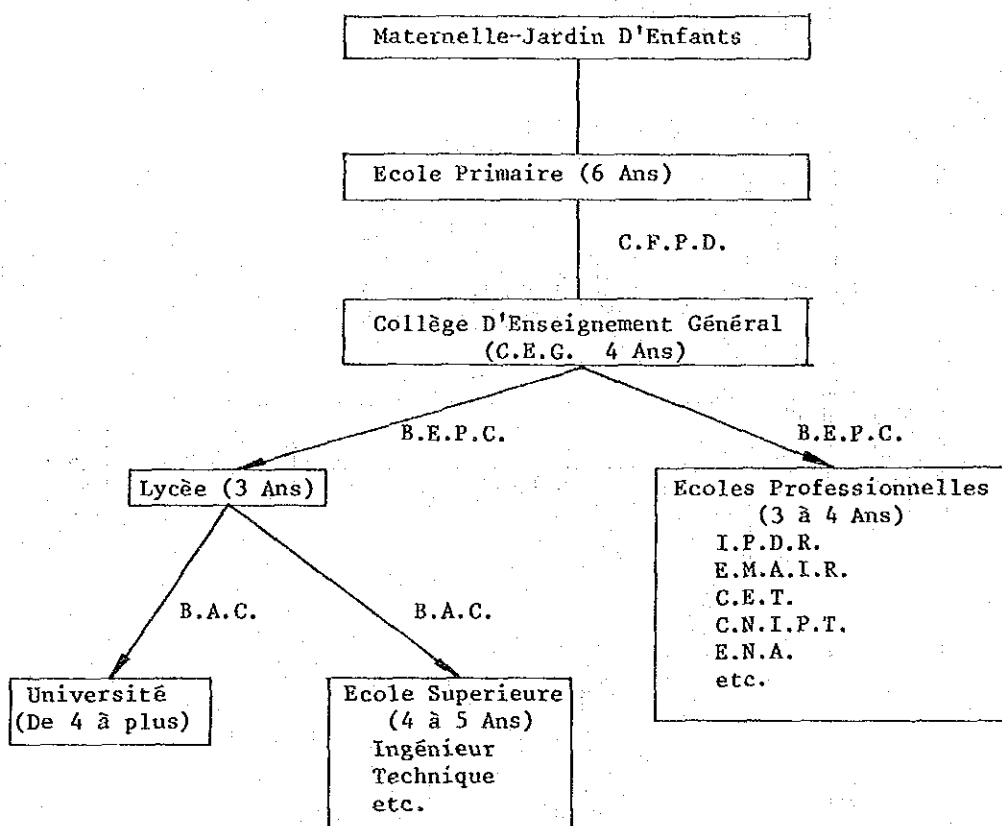 Maternelle-Jardin D'Enfants
Ecole Primaire (6 Ans)
C.F.P.D.
Collège D'Enseignement Général
(C.E.G. 4 Ans)
B.E.P.C.
B.E.P.C.
Lycèe (3 Ans)
Ecoles Professionnelles
(3 à 4 Ans)
I.P.D.R.
E.M.A.I.R.
C.E.T.
C.N.I.P.T.
E.N.A.
etc.
B.A.C.
B.A.C.
Université
(De 4 à plus)
Ecole Superieure
(4 à 5 Ans)
Ingénieur
Technique
etc.